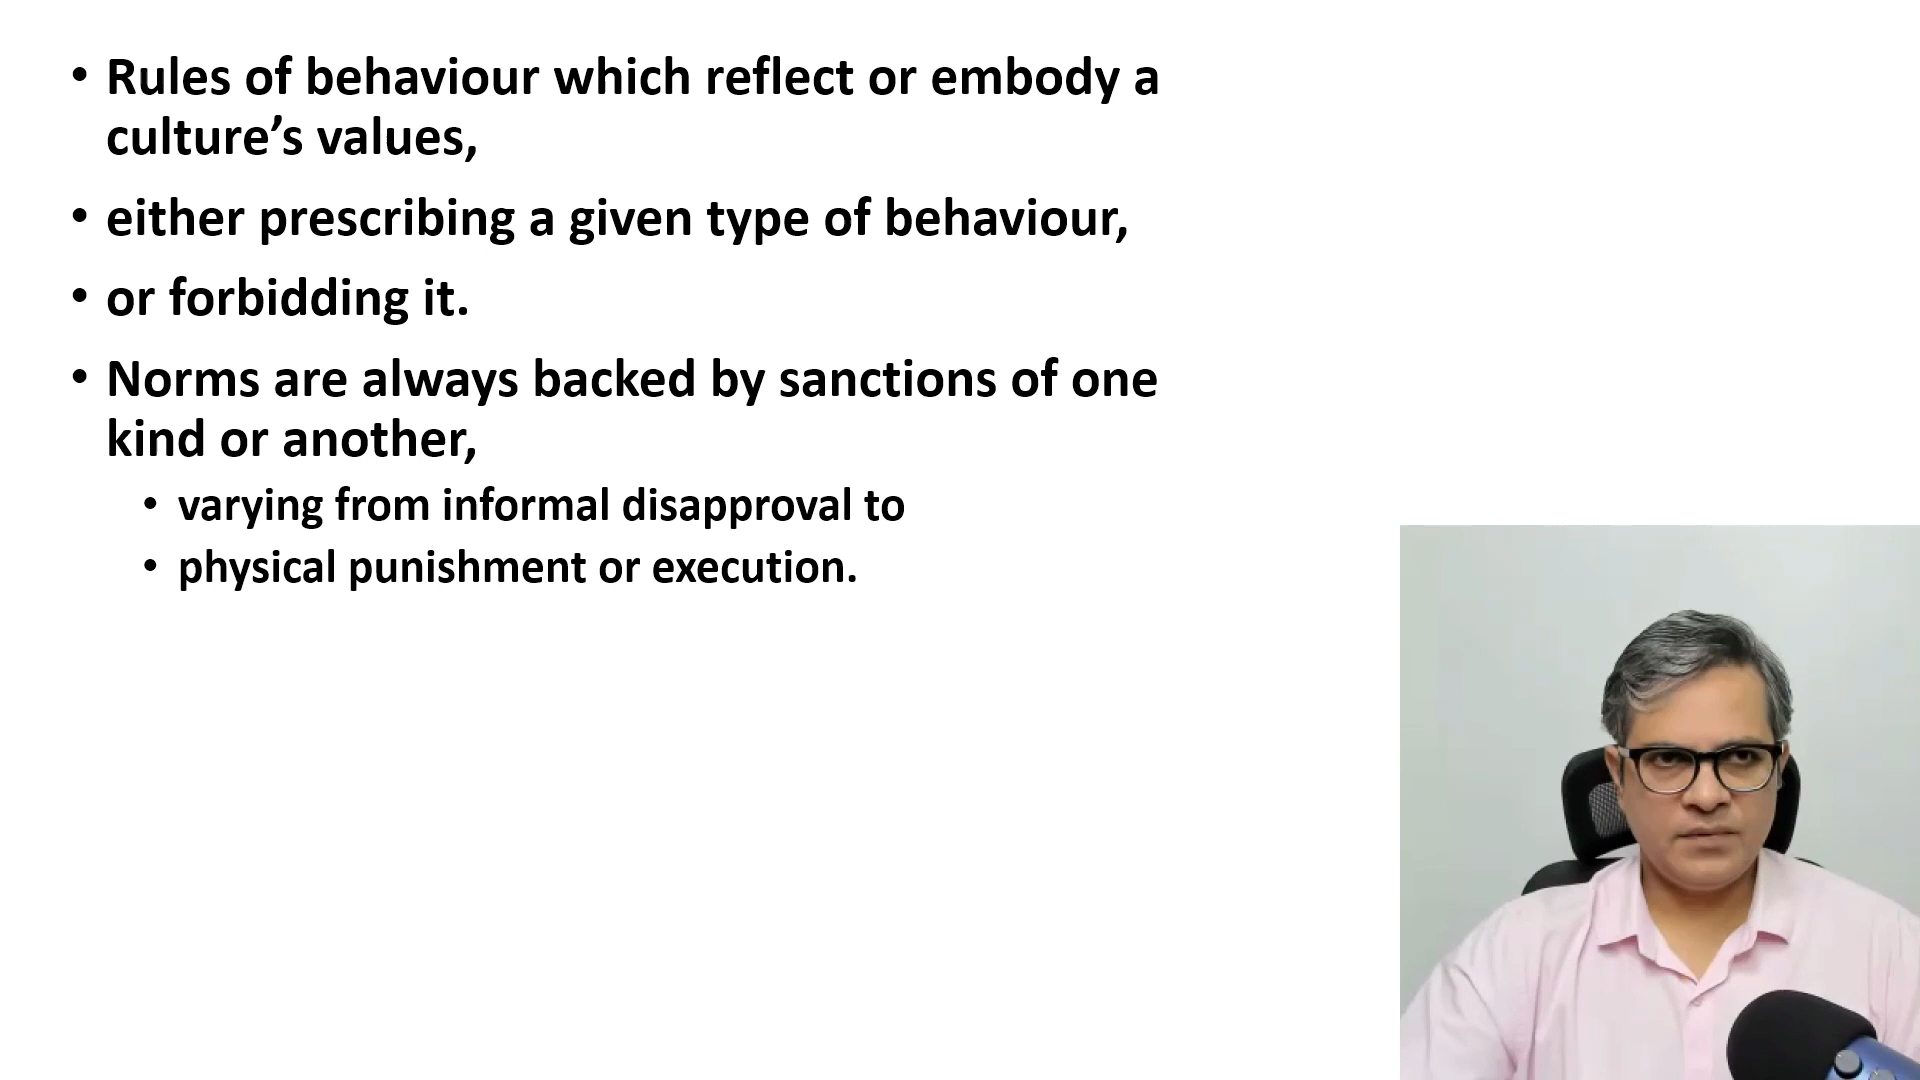 • Rules of behaviour which reflect or embody a
culture’s values,
• either prescribing a given type of behaviour,
• or forbidding it.
• Norms are always backed by sanctions of one
kind or another,
• varying from informal disapproval to
• physical punishment or execution.